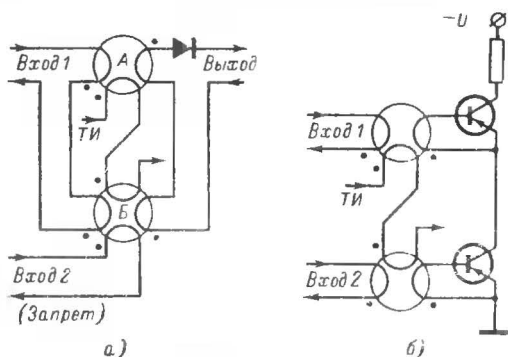 Вход 1
А
Выход
ТИ
Б
Вход 2
(Запрет)
а)
-U
Вход 1
ТИ
Вход 2
б)